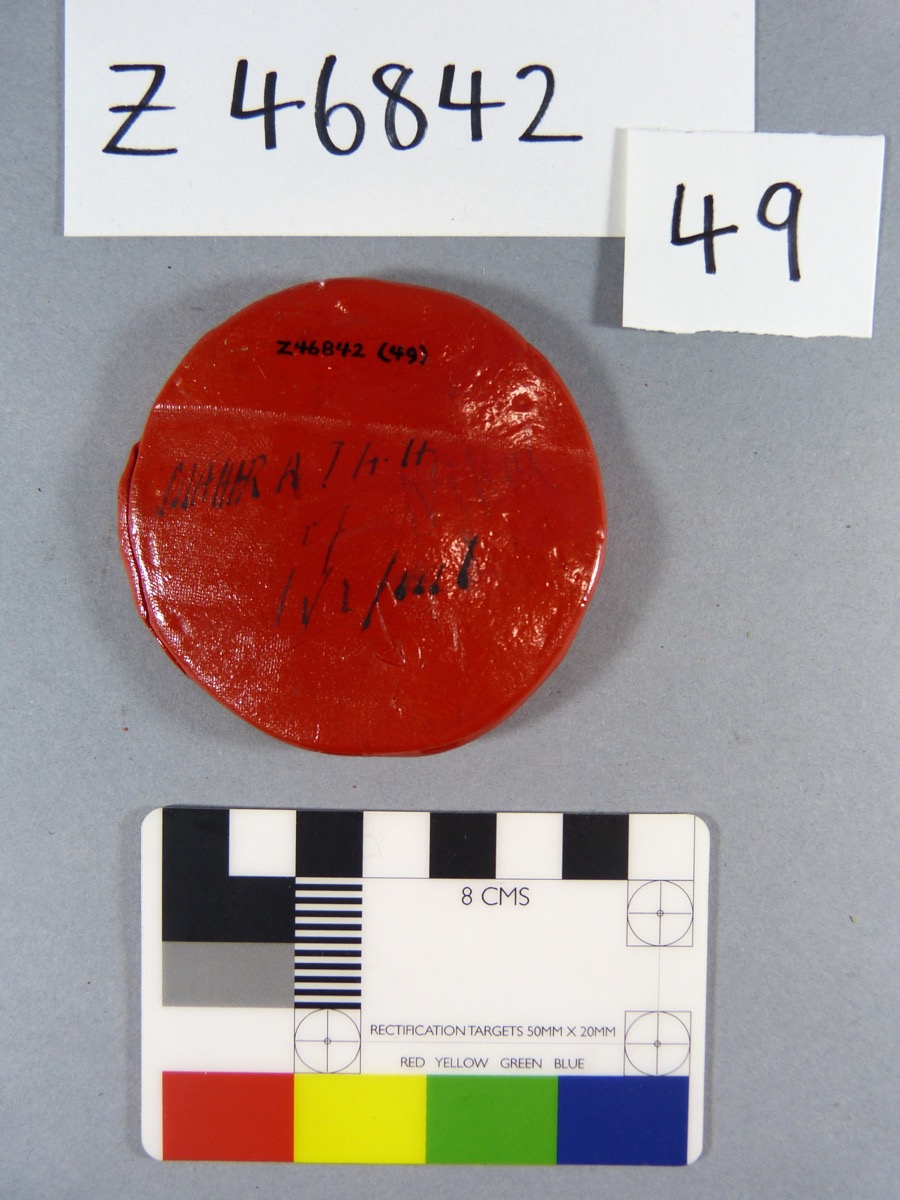 Z 46842
49
Z46842 (49)
8 CMS
RECTIFICATION TARGETS 50MM X 20MM
RED YELLOW GREEN BLUE